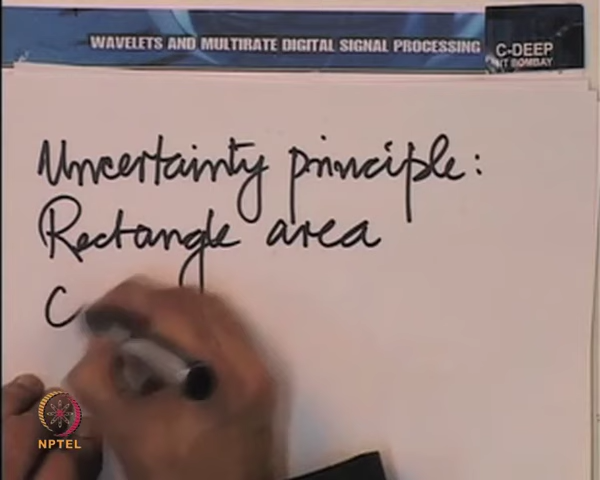 WAVELETS AND MULTIRATE DIGITAL SIGNAL PROCESSING
C-DEEP
IIT BOMBAY
Uncertainty principle:
Rectangle area
C
NPTEL